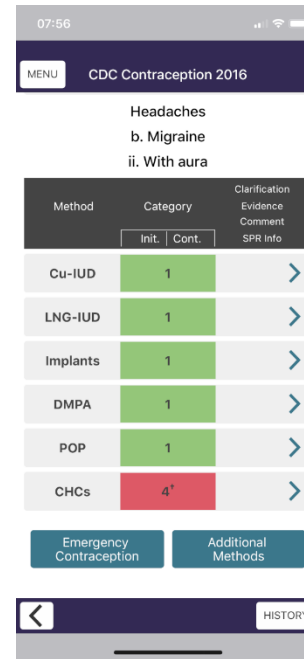 07:56
MENU CDC Contraception 2016
Headaches
b. Migraine
ii. With aura
Method Category Clarification
Evidence
Comment
SPR Info
Init. Cont.
Cu-IUD 1
LNG-IUD 1
Implants 1
DMPA 1
POP 1
CHCs 4†
Emergency
Contraception
Additional
Methods
HISTORY